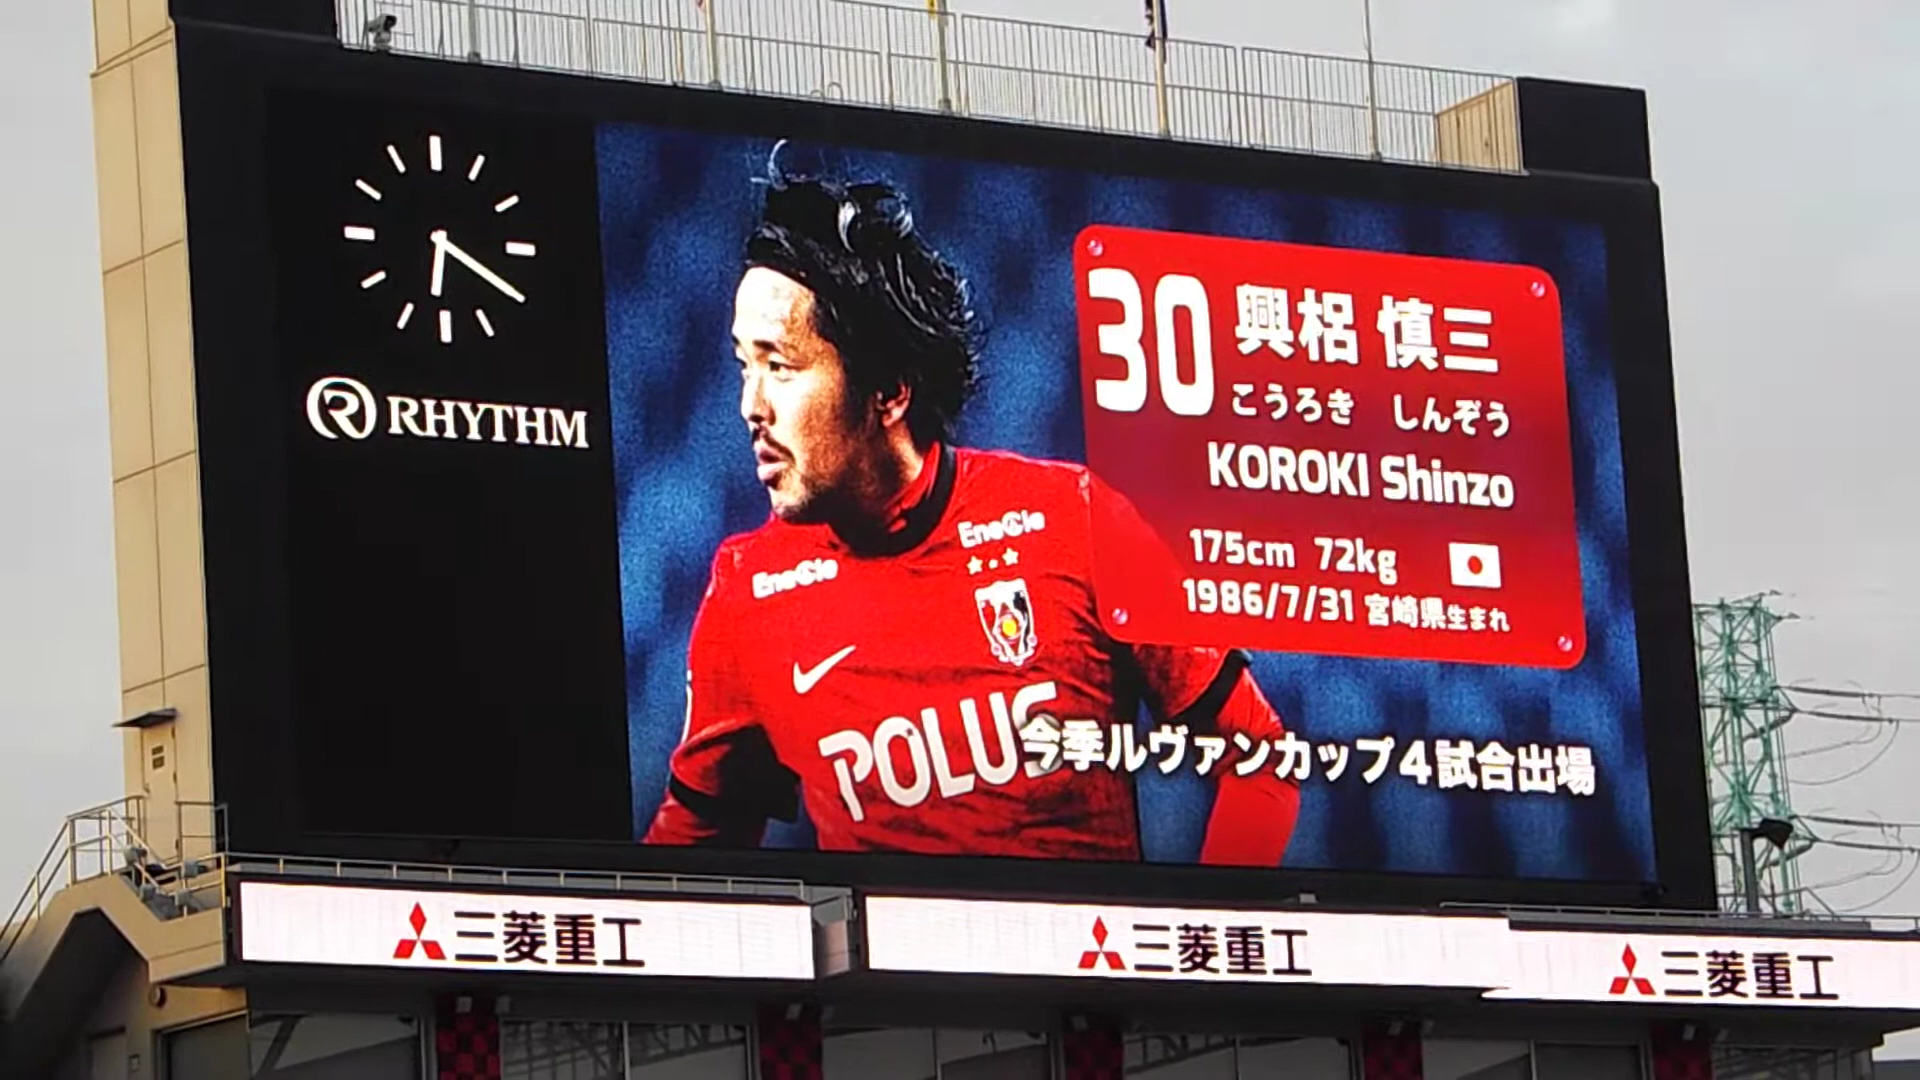 RHYTHM
30
興梠 慎三
こうろき しんぞう
KOROKI Shinzo
175cm 72kg
1986/7/31 宮崎県生まれ
EneCle
EneCle
POLUS
今季ルヴァンカップ4試合出場
三菱重工
三菱重工
三菱重工